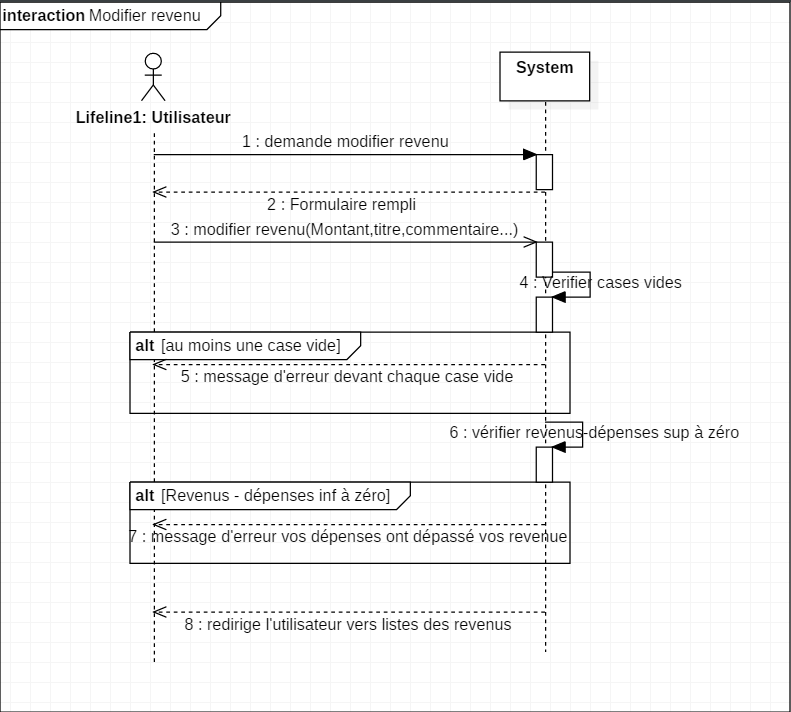 interaction Modifier revenu
System
Lifeline1: Utilisateur
1 : demande modifier revenu
2 : Formulaire rempli
3 : modifier revenu(Montant,titre,commentaire...)
4 : Verifier cases vides
alt [au moins une case vide]
5 : message d'erreur devant chaque case vide
6 : vérifier revenus-dépenses sup à zéro
alt [Revenus - dépenses inf à zéro]
7 : message d'erreur vos dépenses ont dépassé vos revenue
8 : redirige l'utilisateur vers listes des revenus